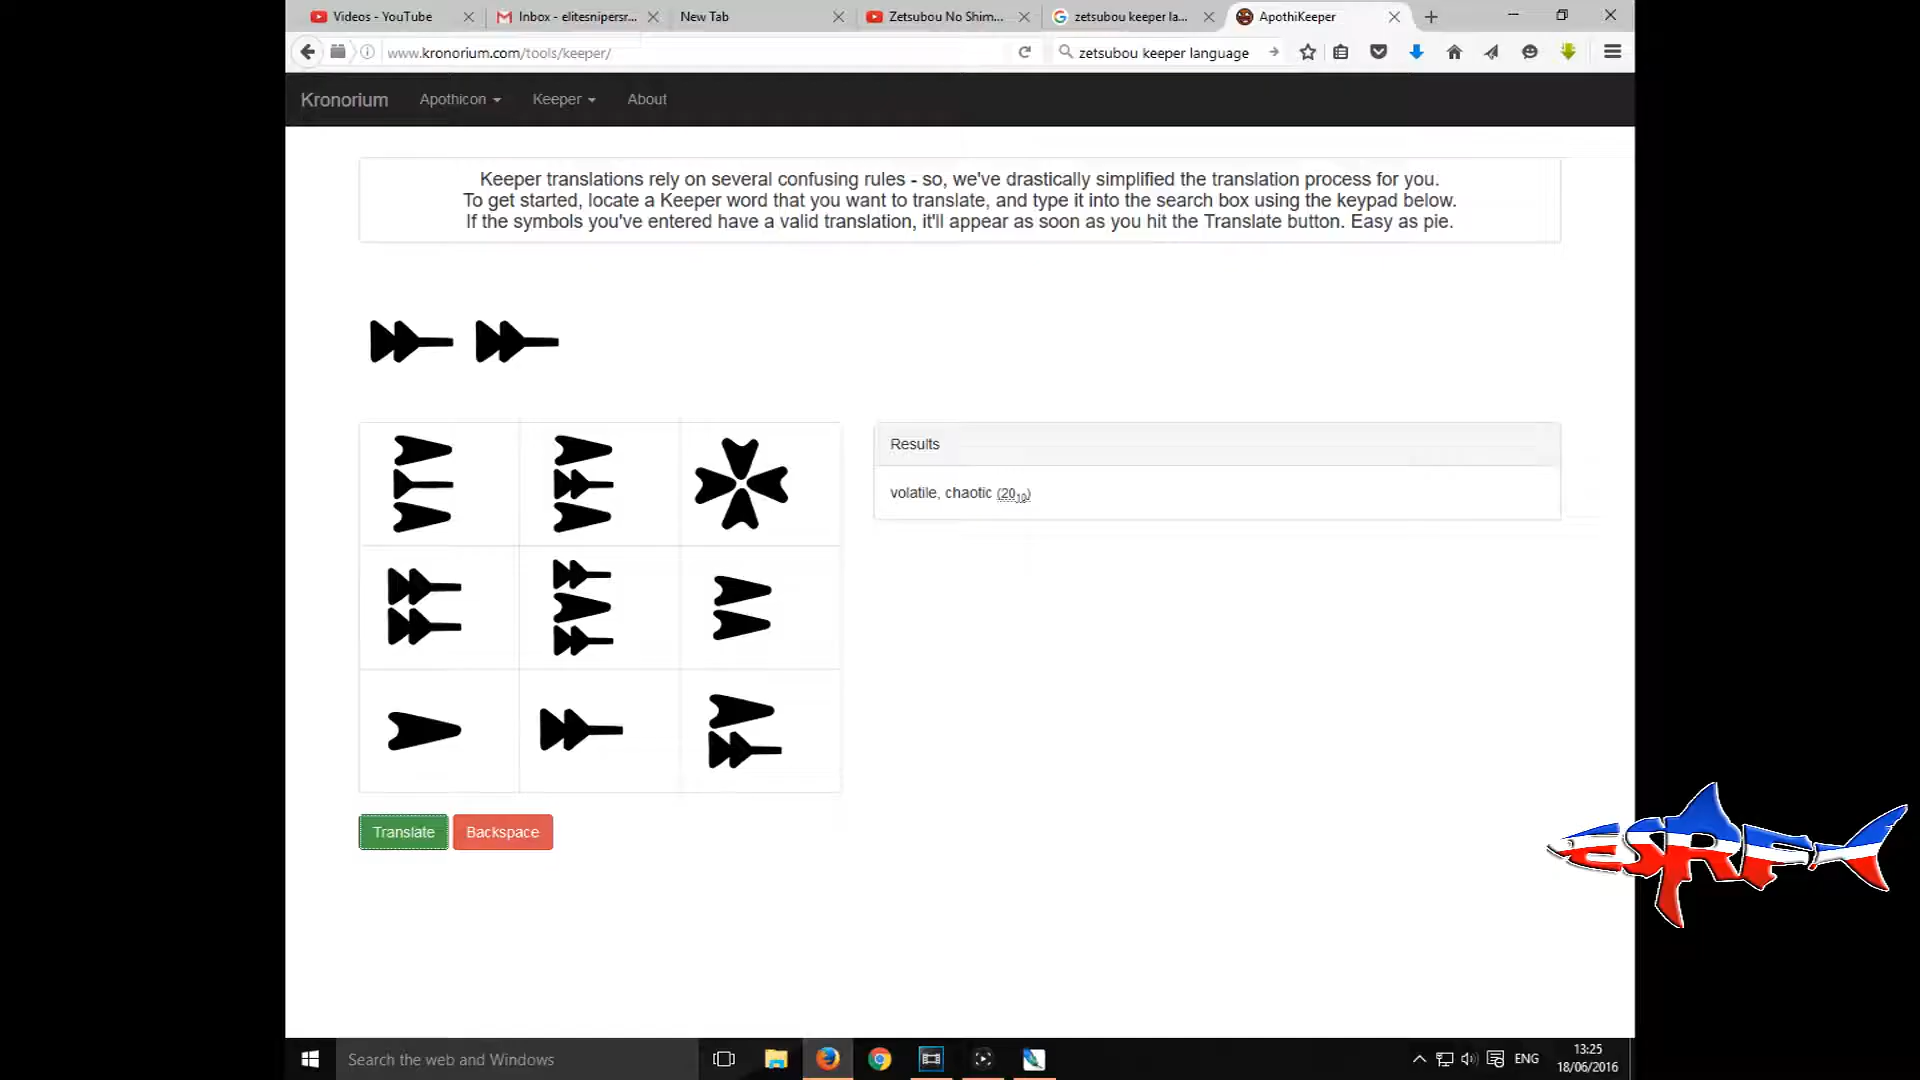 Videos - YouTube
Inbox - elitesnipersr...
New Tab
Zetsubou No Shim...
zetsubou keeper la...
ApothiKeeper
www.kronorium.com/tools/keeper/
zetsubou keeper language
Kronorium
Apothicon
Keeper
About
Keeper translations rely on several confusing rules - so, we've drastically simplified the translation process for you.
To get started, locate a Keeper word that you want to translate, and type it into the search box using the keypad below.
If the symbols you've entered have a valid translation, it'll appear as soon as you hit the Translate button. Easy as pie.
Results
volatile, chaotic (20₁₀)
Translate Backspace
ESRF
Search the web and Windows
ENG
13:25
18/06/2016